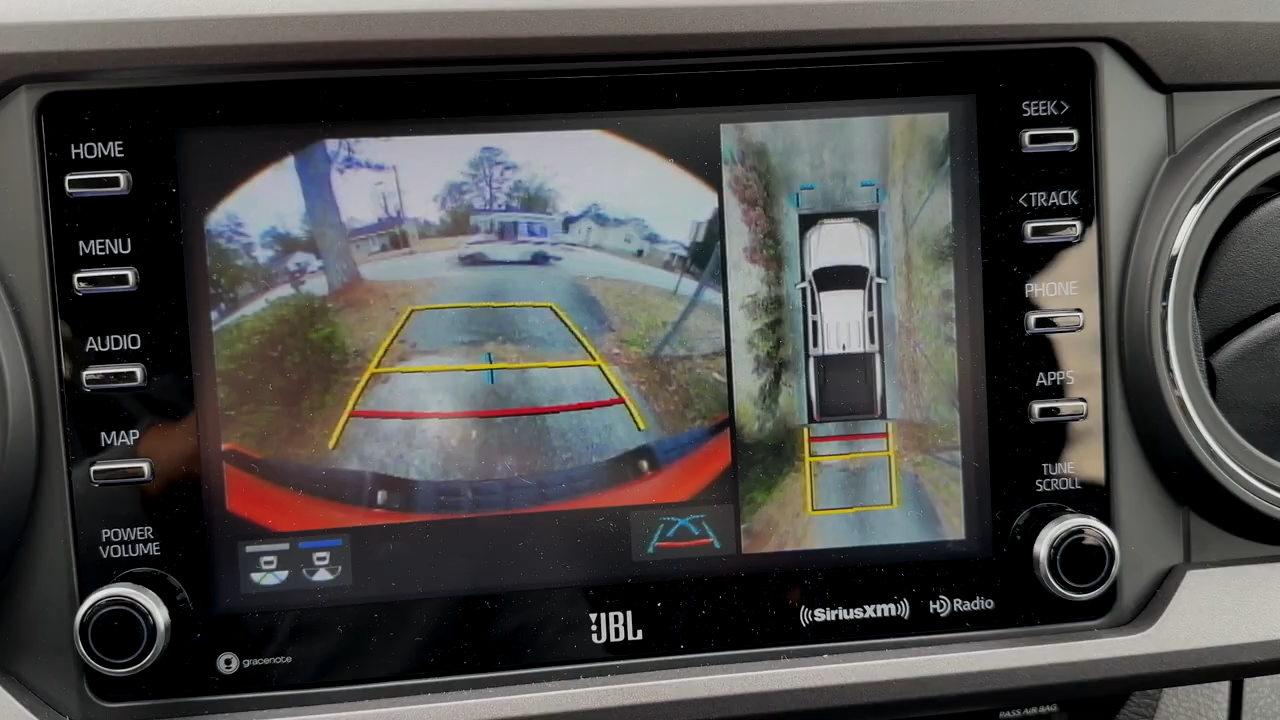 HOME
MENU
AUDIO
MAP
POWER
VOLUME
gracenote
JBL
SiriusXM
HD Radio
SEEK>
<TRACK
PHONE
APPS
TUNE
SCROLL
PASS AIR BAG